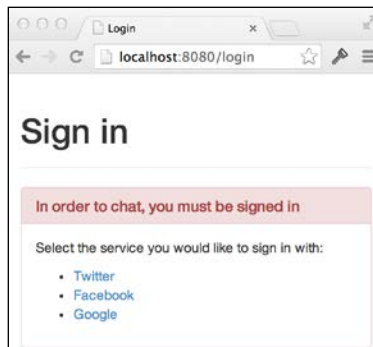 Login
localhost:8080/login
Sign in
In order to chat, you must be signed in
Select the service you would like to sign in with:
Twitter
Facebook
Google